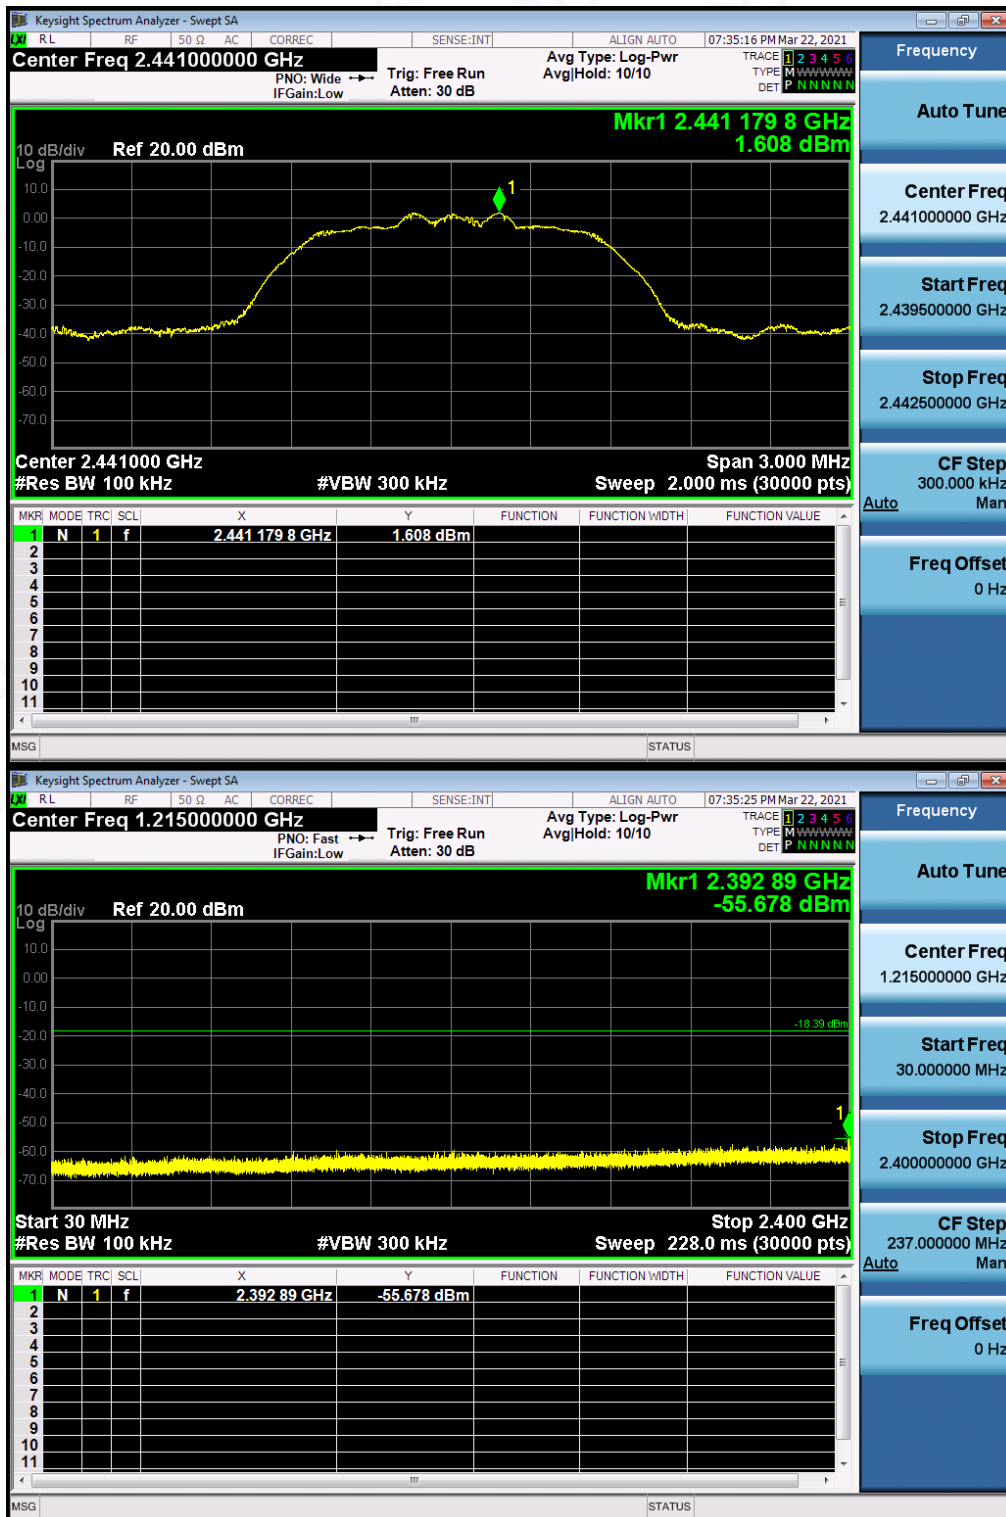 Keysight Spectrum Analyzer - Swept SA
LXI RL RF 50 Ω AC CORREC SENSE:INT ALIGN AUTO 07:35:16 PM Mar 22, 2021
Center Freq 2.441000000 GHz
PNO: Wide
IFGain:Low
Trig: Free Run
Atten: 30 dB
Avg Type: Log-Pwr
Avg|Hold: 10/10
TRACE 1 2 3 4 5 6
TYPE M WWWWW
DET P N N N N N
Mkr1 2.441 179 8 GHz
1.608 dBm
10 dB/div Ref 20.00 dBm
Log
10.0
0.00
-10.0
-20.0
-30.0
-40.0
-50.0
-60.0
-70.0
1
Center 2.441000 GHz Span 3.000 MHz
#Res BW 100 kHz #VBW 300 kHz Sweep 2.000 ms (30000 pts)
MKR MODE TRC SCL X Y FUNCTION FUNCTION WIDTH FUNCTION VALUE
1 N 1 f 2.441 179 8 GHz 1.608 dBm
2
3
4
5
6
7
8
9
10
11
MSG STATUS
Frequency
Auto Tune
Center Freq
2.441000000 GHz
Start Freq
2.439500000 GHz
Stop Freq
2.442500000 GHz
CF Step
300.000 kHz
Auto Man
Freq Offset
0 Hz
Keysight Spectrum Analyzer - Swept SA
LXI RL RF 50 Ω AC CORREC SENSE:INT ALIGN AUTO 07:35:25 PM Mar 22, 2021
Center Freq 1.215000000 GHz
PNO: Fast
IFGain:Low
Trig: Free Run
Atten: 30 dB
Avg Type: Log-Pwr
Avg|Hold: 10/10
TRACE 1 2 3 4 5 6
TYPE M WWWWW
DET P N N N N N
Mkr1 2.392 89 GHz
-55.678 dBm
10 dB/div Ref 20.00 dBm
Log
10.0
0.00
-10.0
-20.0
-30.0
-40.0
-50.0
-60.0
-70.0
-18.39 dBm
1
Start 30 MHz Stop 2.400 GHz
#Res BW 100 kHz #VBW 300 kHz Sweep 228.0 ms (30000 pts)
MKR MODE TRC SCL X Y FUNCTION FUNCTION WIDTH FUNCTION VALUE
1 N 1 f 2.392 89 GHz -55.678 dBm
2
3
4
5
6
7
8
9
10
11
MSG STATUS
Frequency
Auto Tune
Center Freq
1.215000000 GHz
Start Freq
30.000000 MHz
Stop Freq
2.400000000 GHz
CF Step
237.000000 MHz
Auto Man
Freq Offset
0 Hz